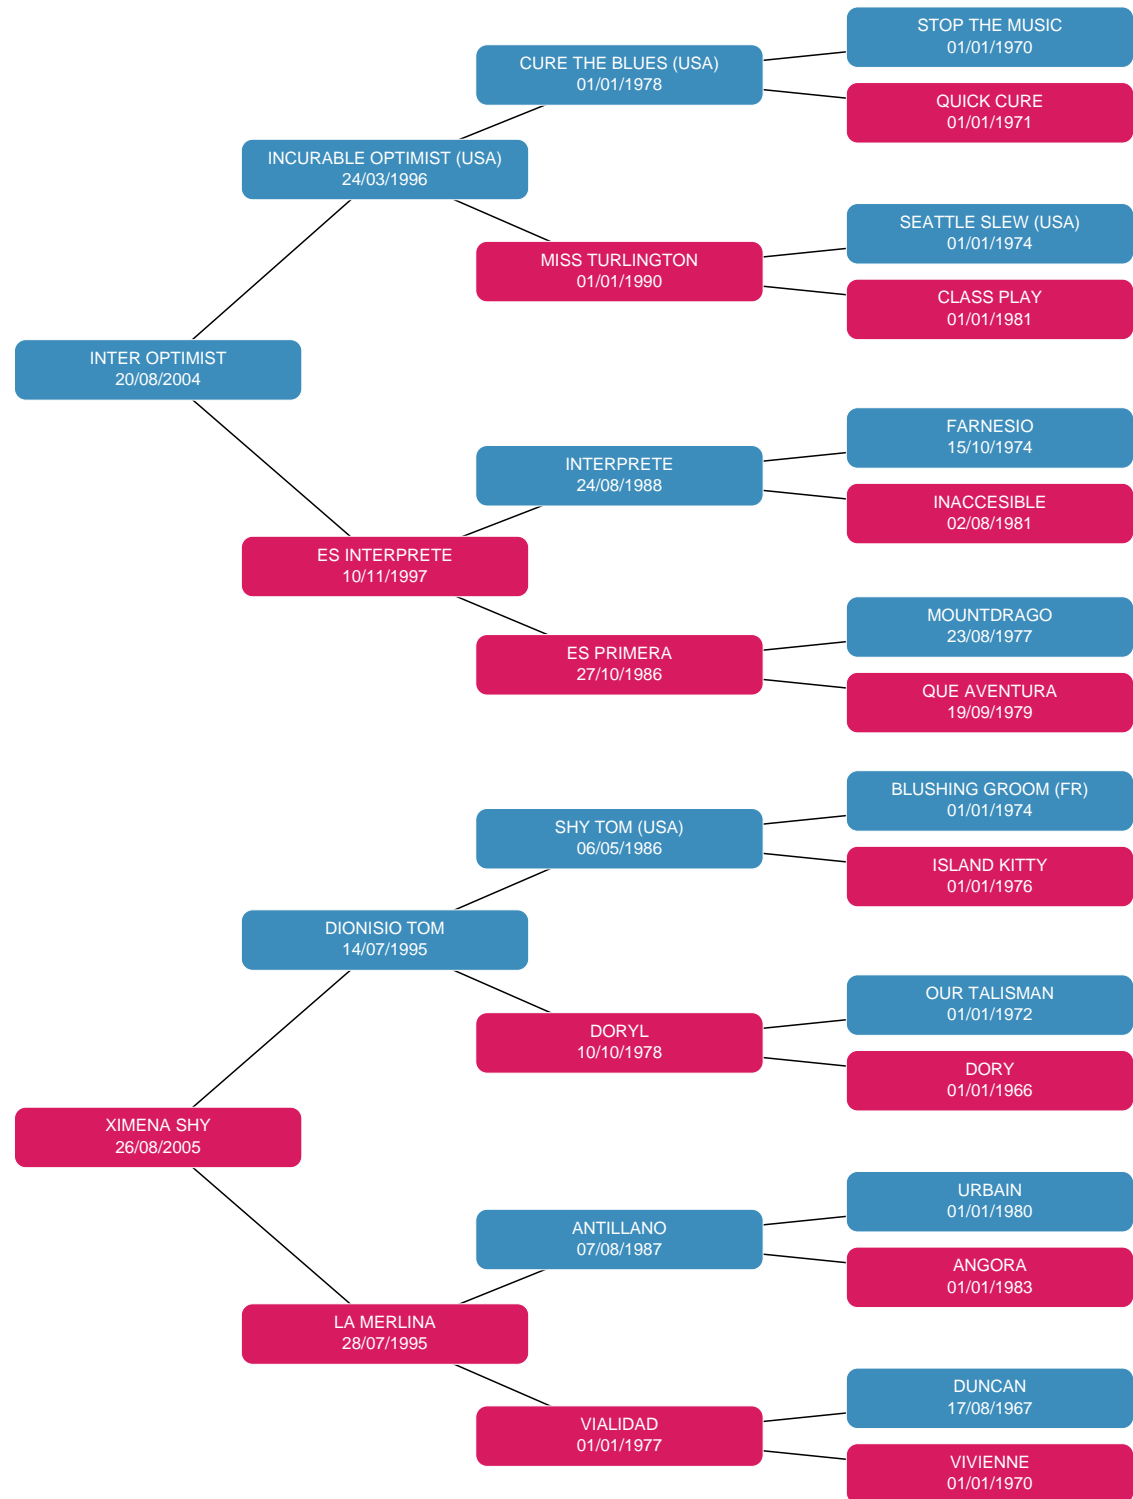 STOP THE MUSIC
01/01/1970
CURE THE BLUES (USA)
01/01/1978
QUICK CURE
01/01/1971
INCURABLE OPTIMIST (USA)
24/03/1996
SEATTLE SLEW (USA)
01/01/1974
MISS TURLINGTON
01/01/1990
CLASS PLAY
01/01/1981
INTER OPTIMIST
20/08/2004
FARNESIO
15/10/1974
INTERPRETE
24/08/1988
INACCESIBLE
02/08/1981
ES INTERPRETE
10/11/1997
MOUNTDRAGO
23/08/1977
ES PRIMERA
27/10/1986
QUE AVENTURA
19/09/1979
BLUSHING GROOM (FR)
01/01/1974
SHY TOM (USA)
06/05/1986
ISLAND KITTY
01/01/1976
DIONISIO TOM
14/07/1995
OUR TALISMAN
01/01/1972
DORYL
10/10/1978
DORY
01/01/1966
XIMENA SHY
26/08/2005
URBAIN
01/01/1980
ANTILLANO
07/08/1987
ANGORA
01/01/1983
LA MERLINA
28/07/1995
DUNCAN
17/08/1967
VIALIDAD
01/01/1977
VIVIENNE
01/01/1970